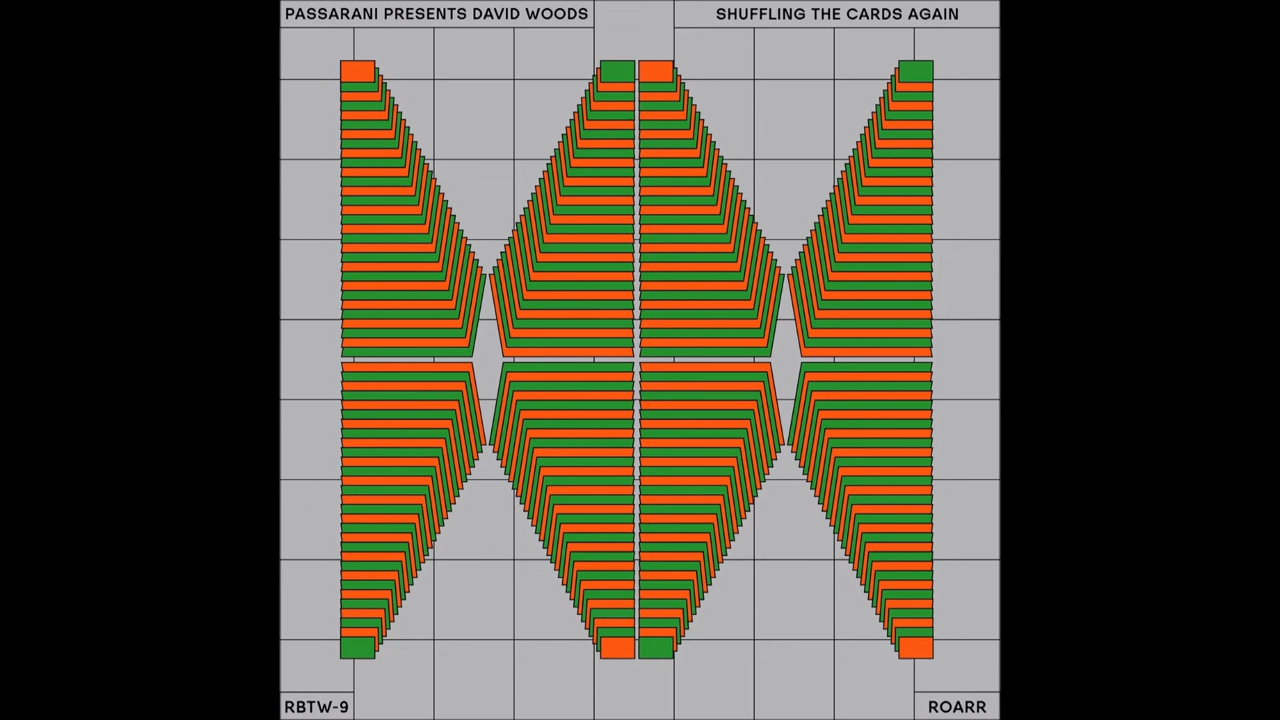 PASSARANI PRESENTS DAVID WOODS
SHUFFLING THE CARDS AGAIN
RBTW-9
ROARR